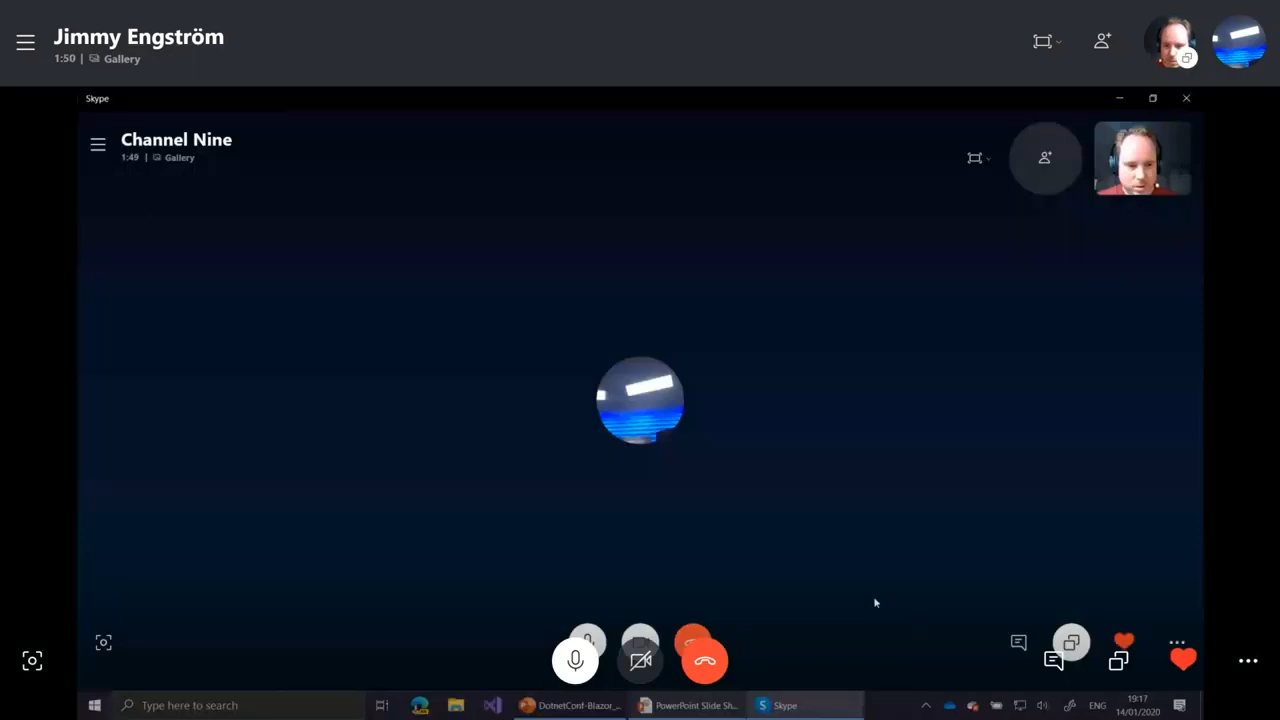 Jimmy Engström
1:50 | Gallery
Skype
Channel Nine
1:49 | Gallery
Type here to search
DotnetConf-Blazor_...
PowerPoint Slide Sh...
Skype
ENG
19:17
14/01/2020